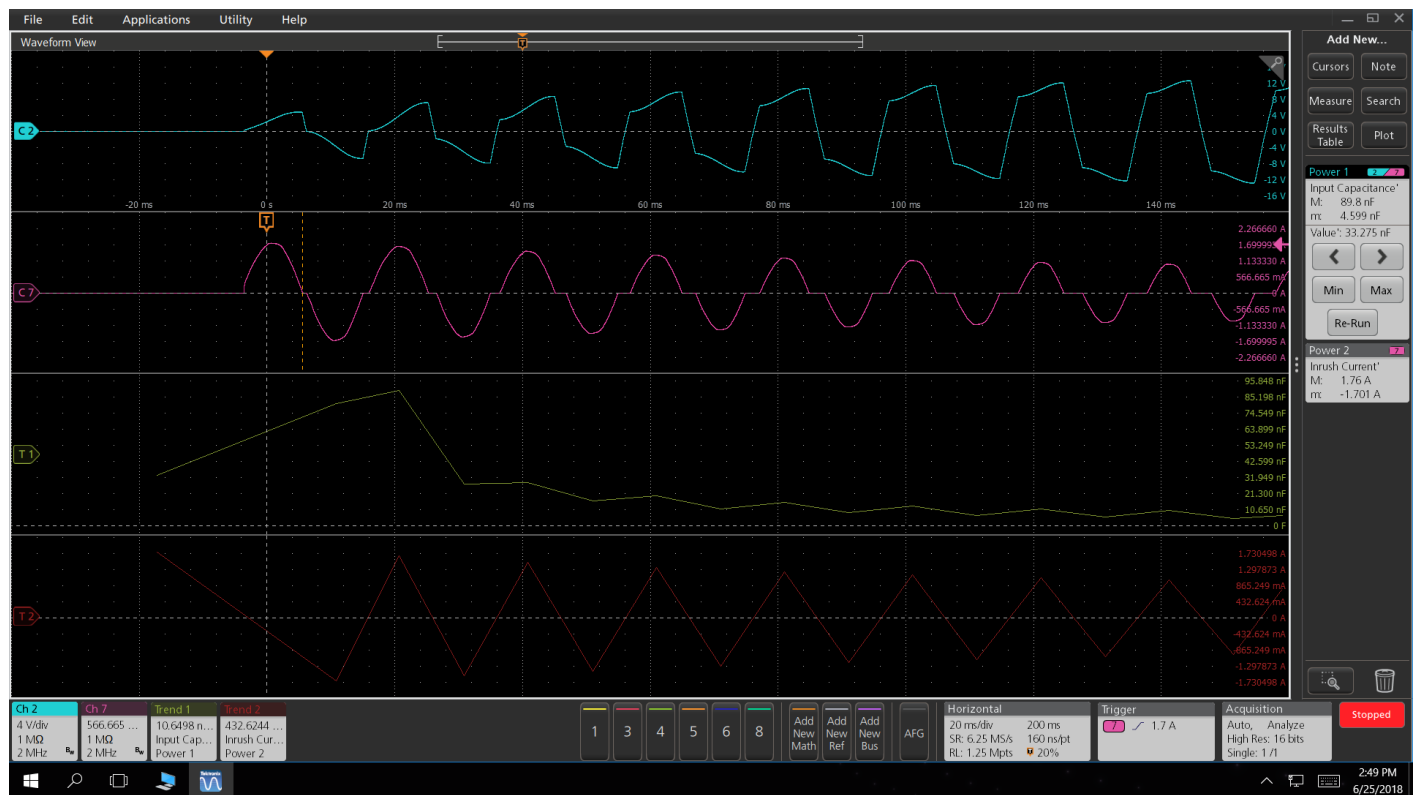 File Edit Applications Utility Help
Waveform View
T
12 V
8 V
4 V
0 V
-4 V
-8 V
-12 V
-16 V
C 2
-20 ms 0 s 20 ms 40 ms 60 ms 80 ms 100 ms 120 ms 140 ms
T
2.266660 A
1.133330 A
566.665 mA
0 A
-566.665 mA
-1.133330 A
-1.699995 A
-2.266660 A
C 7
95.848 nF
85.198 nF
74.549 nF
63.899 nF
53.249 nF
42.599 nF
31.949 nF
21.300 nF
10.650 nF
0 F
T 1
1.730498 A
1.297873 A
865.249 mA
432.624 mA
0 A
-432.624 mA
-865.249 mA
-1.297873 A
-1.730498 A
T 2
Add New...
Cursors Note
Measure Search
Results Table Plot
Power 1 2 7
Input Capacitance'
M: 89.8 nF
m: 4.599 nF
Value': 33.275 nF
Min Max
Re-Run
Power 2 7
Inrush Current'
M: 1.76 A
m: -1.701 A
Ch 2
4 V/div
1 MΩ
2 MHz Bw
Ch 7
566.665 ...
1 MΩ
2 MHz Bw
Trend 1
10.6498 n...
Input Cap...
Power 1
Trend 2
432.6244 ...
Inrush Cur...
Power 2
1 3 4 5 6 8
Add New Math
Add New Ref
Add New Bus
AFG
Horizontal
20 ms/div 200 ms
SR: 6.25 MS/s 160 ns/pt
RL: 1.25 Mpts 20%
Trigger
7 1.7 A
Acquisition
Auto, Analyze
High Res: 16 bits
Single: 1 /1
Stopped
Tektronix
2:49 PM
6/25/2018